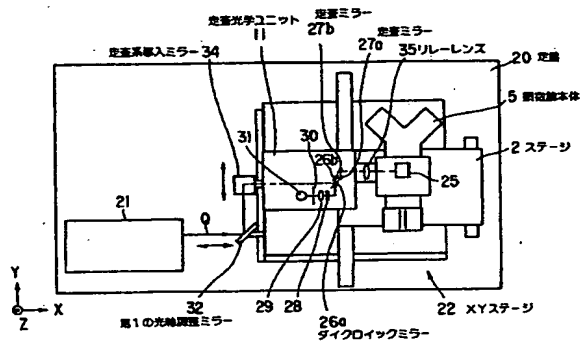 走査光学ユニット
11
走査ミラー
27b
走査ミラー
27a
35 リレーレンズ
走査系導入ミラー 34
20 定盤
5 顕微鏡本体
2 ステージ
31
30
26b
25
21
O
Y
Z
X
32
第1の光軸調整ミラー
29
28
26a
ダイクロイックミラー
22 XYステージ